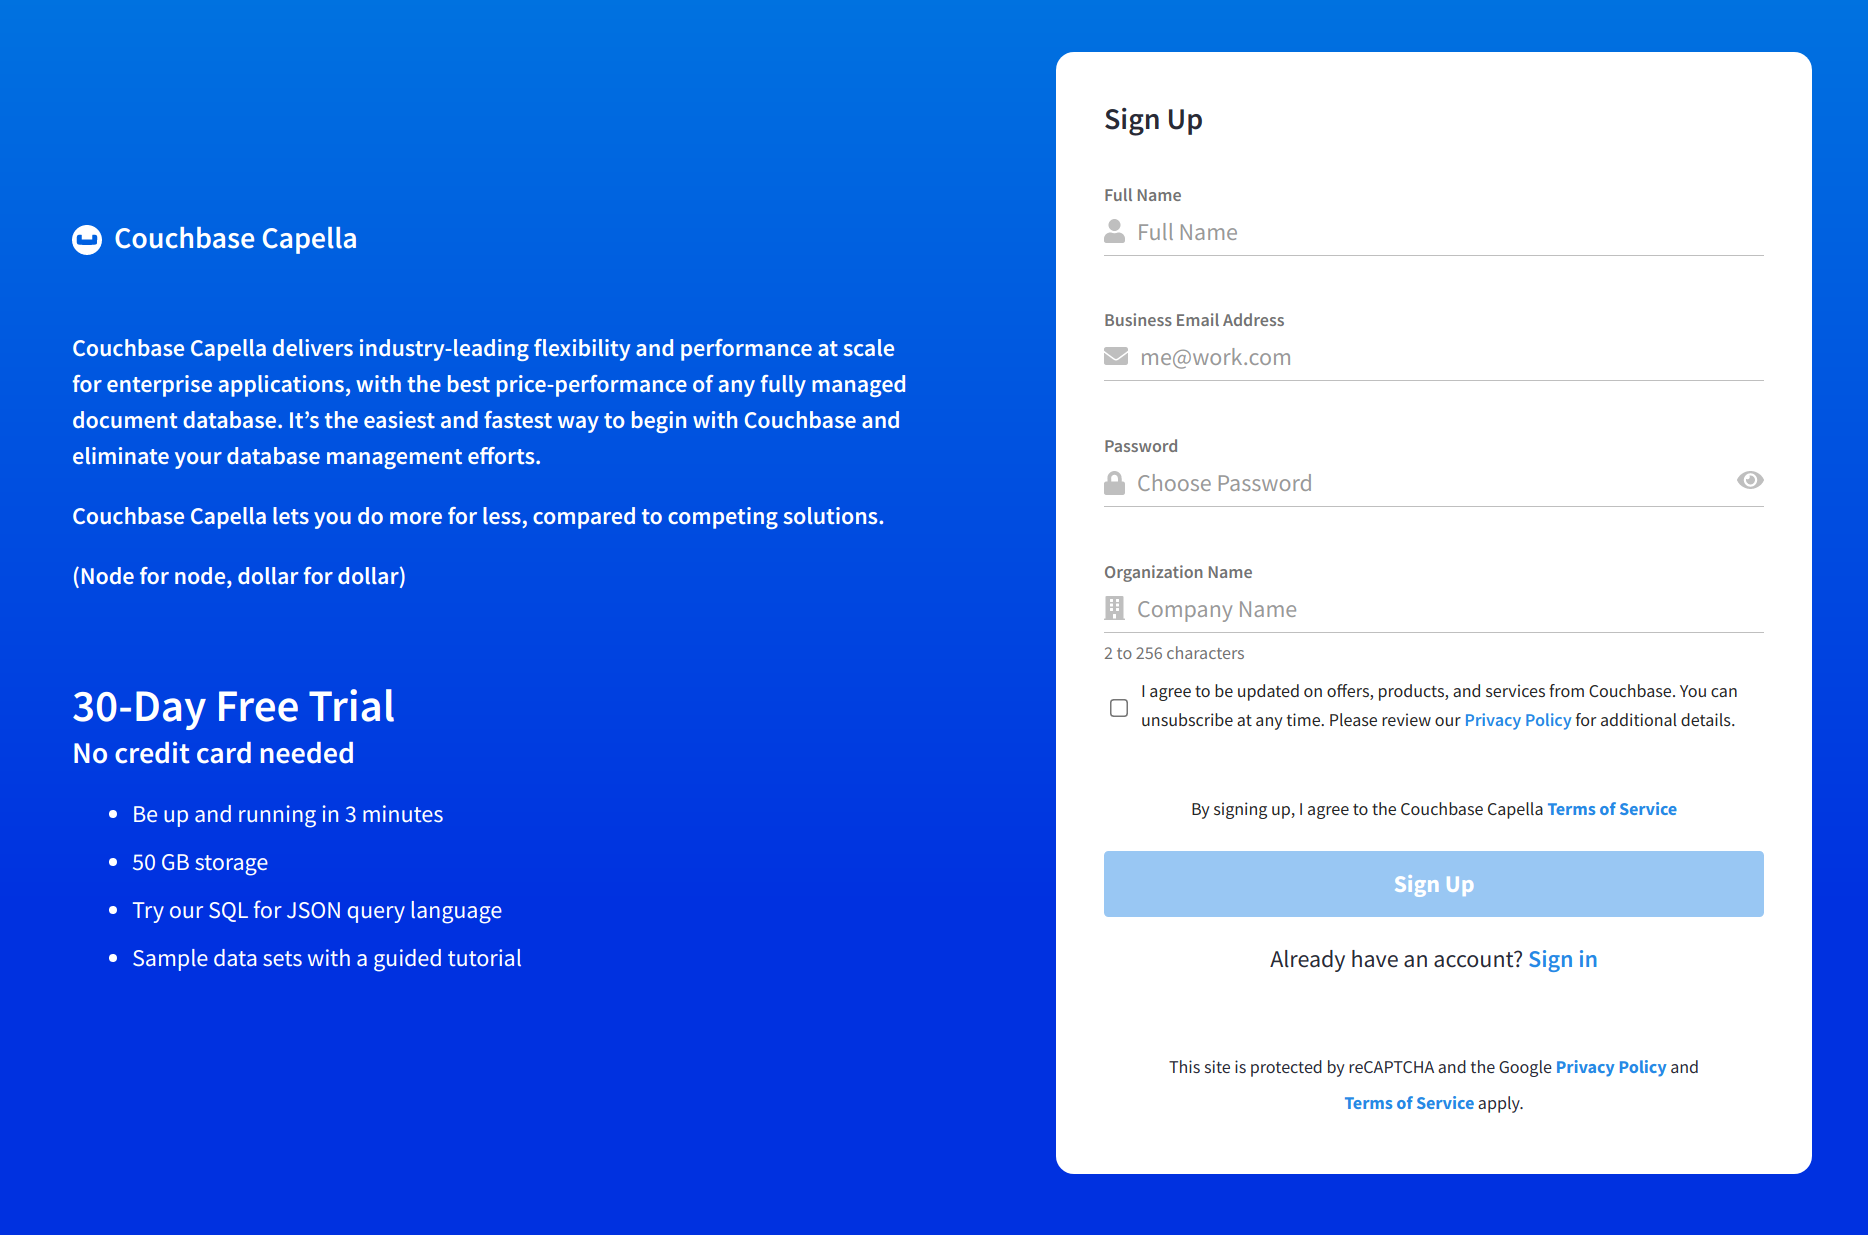 Couchbase Capella
Couchbase Capella delivers industry-leading flexibility and performance at scale
for enterprise applications, with the best price-performance of any fully managed
document database. It’s the easiest and fastest way to begin with Couchbase and
eliminate your database management efforts.
Couchbase Capella lets you do more for less, compared to competing solutions.
(Node for node, dollar for dollar)
30-Day Free Trial
No credit card needed
• Be up and running in 3 minutes
• 50 GB storage
• Try our SQL for JSON query language
• Sample data sets with a guided tutorial
Sign Up
Full Name
Full Name
Business Email Address
me@work.com
Password
Choose Password
Organization Name
Company Name
2 to 256 characters
I agree to be updated on offers, products, and services from Couchbase. You can
unsubscribe at any time. Please review our Privacy Policy for additional details.
By signing up, I agree to the Couchbase Capella Terms of Service
Sign Up
Already have an account? Sign in
This site is protected by reCAPTCHA and the Google Privacy Policy and
Terms of Service apply.